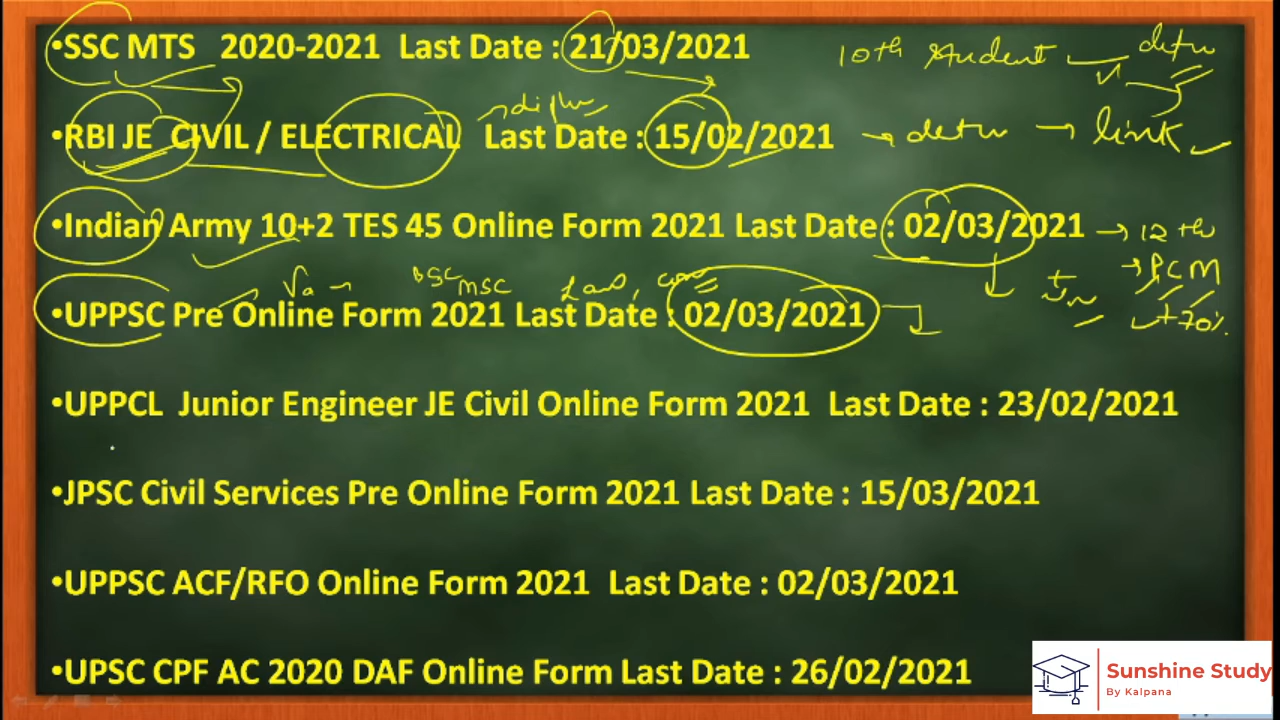 •SSC MTS 2020-2021 Last Date : 21/03/2021 10th student
•RBI JE CIVIL / ELECTRICAL Last Date : 15/02/2021 → → link
•Indian Army 10+2 TES 45 Online Form 2021 Last Date : 02/03/2021 → 12 th
→ PCM
BSC MSC
+70%.
•UPPSC Pre Online Form 2021 Last Date : 02/03/2021
•UPPCL Junior Engineer JE Civil Online Form 2021 Last Date : 23/02/2021
•JPSC Civil Services Pre Online Form 2021 Last Date : 15/03/2021
•UPPSC ACF/RFO Online Form 2021 Last Date : 02/03/2021
•UPSC CPF AC 2020 DAF Online Form Last Date : 26/02/2021
Sunshine Study
By Kalpana